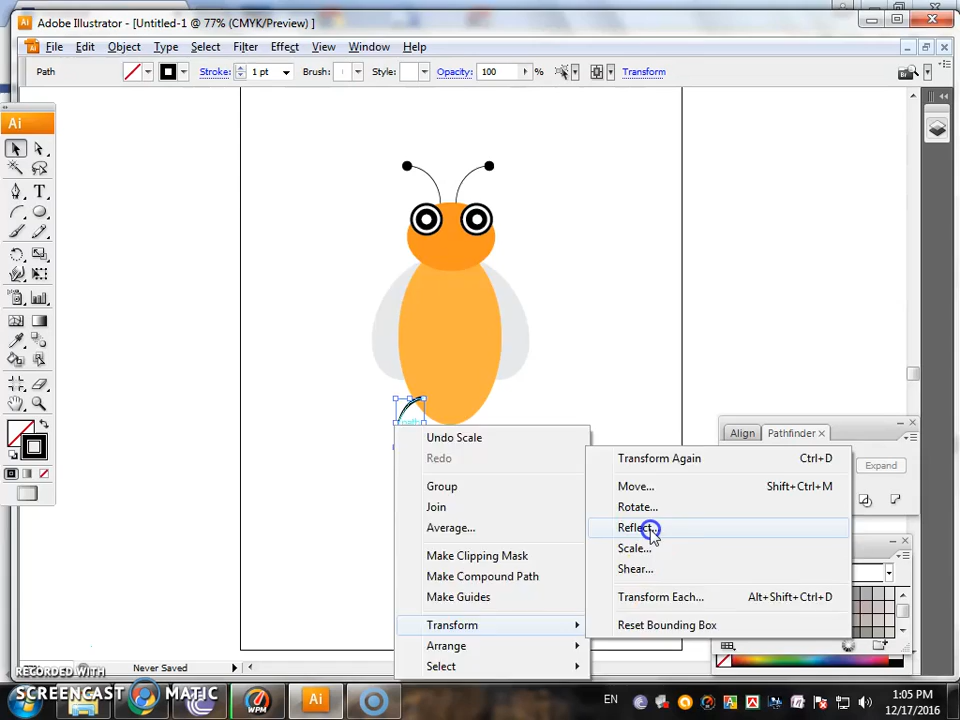 Adobe Illustrator - [Untitled-1 @ 77% (CMYK/Preview) ]
File Edit Object Type Select Filter Effect View Window Help
Path Stroke: 1 pt Brush: Style: Opacity: 100 % Transform
Ai
Align Pathfinder
Expand
Undo Scale
Redo
Group
Join
Average...
Make Clipping Mask
Make Compound Path
Make Guides
Transform
Arrange
Select
Transform Again Ctrl+D
Move... Shift+Ctrl+M
Rotate...
Reflect...
Scale...
Shear...
Transform Each... Alt+Shift+Ctrl+D
Reset Bounding Box
Never Saved
RECORDED WITH
SCREENCAST MATIC
WPM
Ai
EN
1:05 PM
12/17/2016